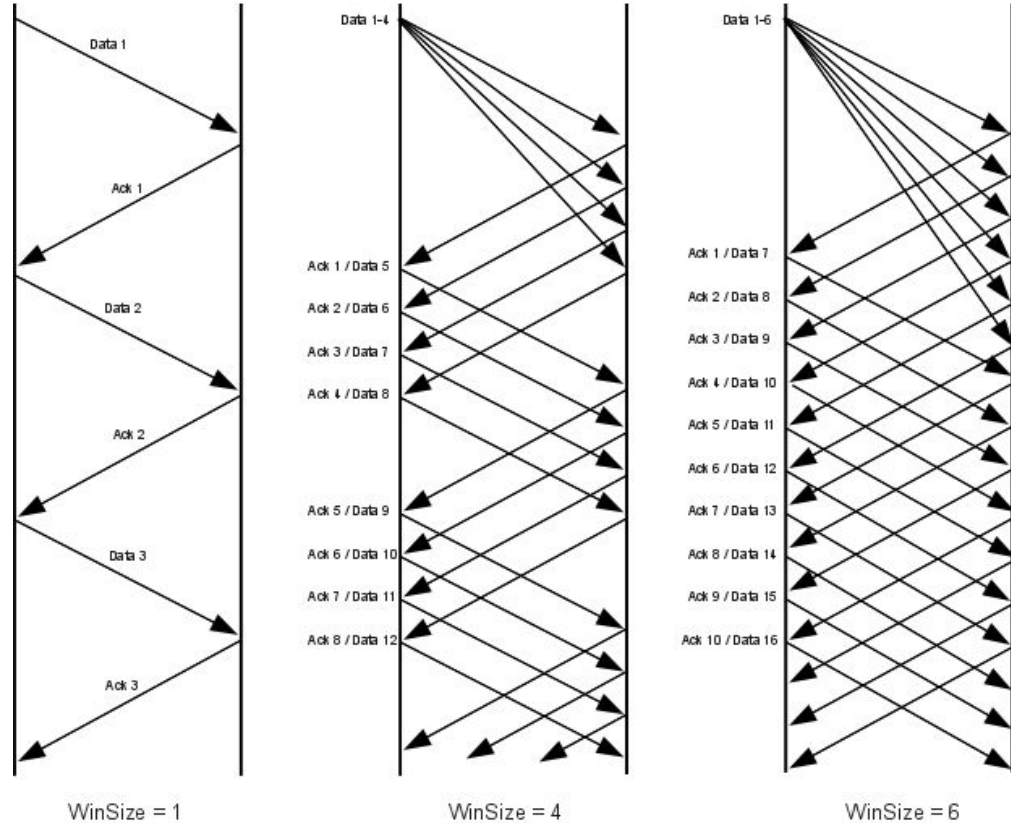 Data 1
Ack 1
Data 2
Ack 2
Data 3
Ack 3
WinSize = 1
Data 1-4
Ack 1 / Data 5
Ack 2 / Data 6
Ack 3 / Data 7
Ack 4 / Data 8
Ack 5 / Data 9
Ack 6 / Data 10
Ack 7 / Data 11
Ack 8 / Data 12
WinSize = 4
Data 1-6
Ack 1 / Data 7
Ack 2 / Data 8
Ack 3 / Data 9
Ack 4 / Data 10
Ack 5 / Data 11
Ack 6 / Data 12
Ack 7 / Data 13
Ack 8 / Data 14
Ack 9 / Data 15
Ack 10 / Data 16
WinSize = 6